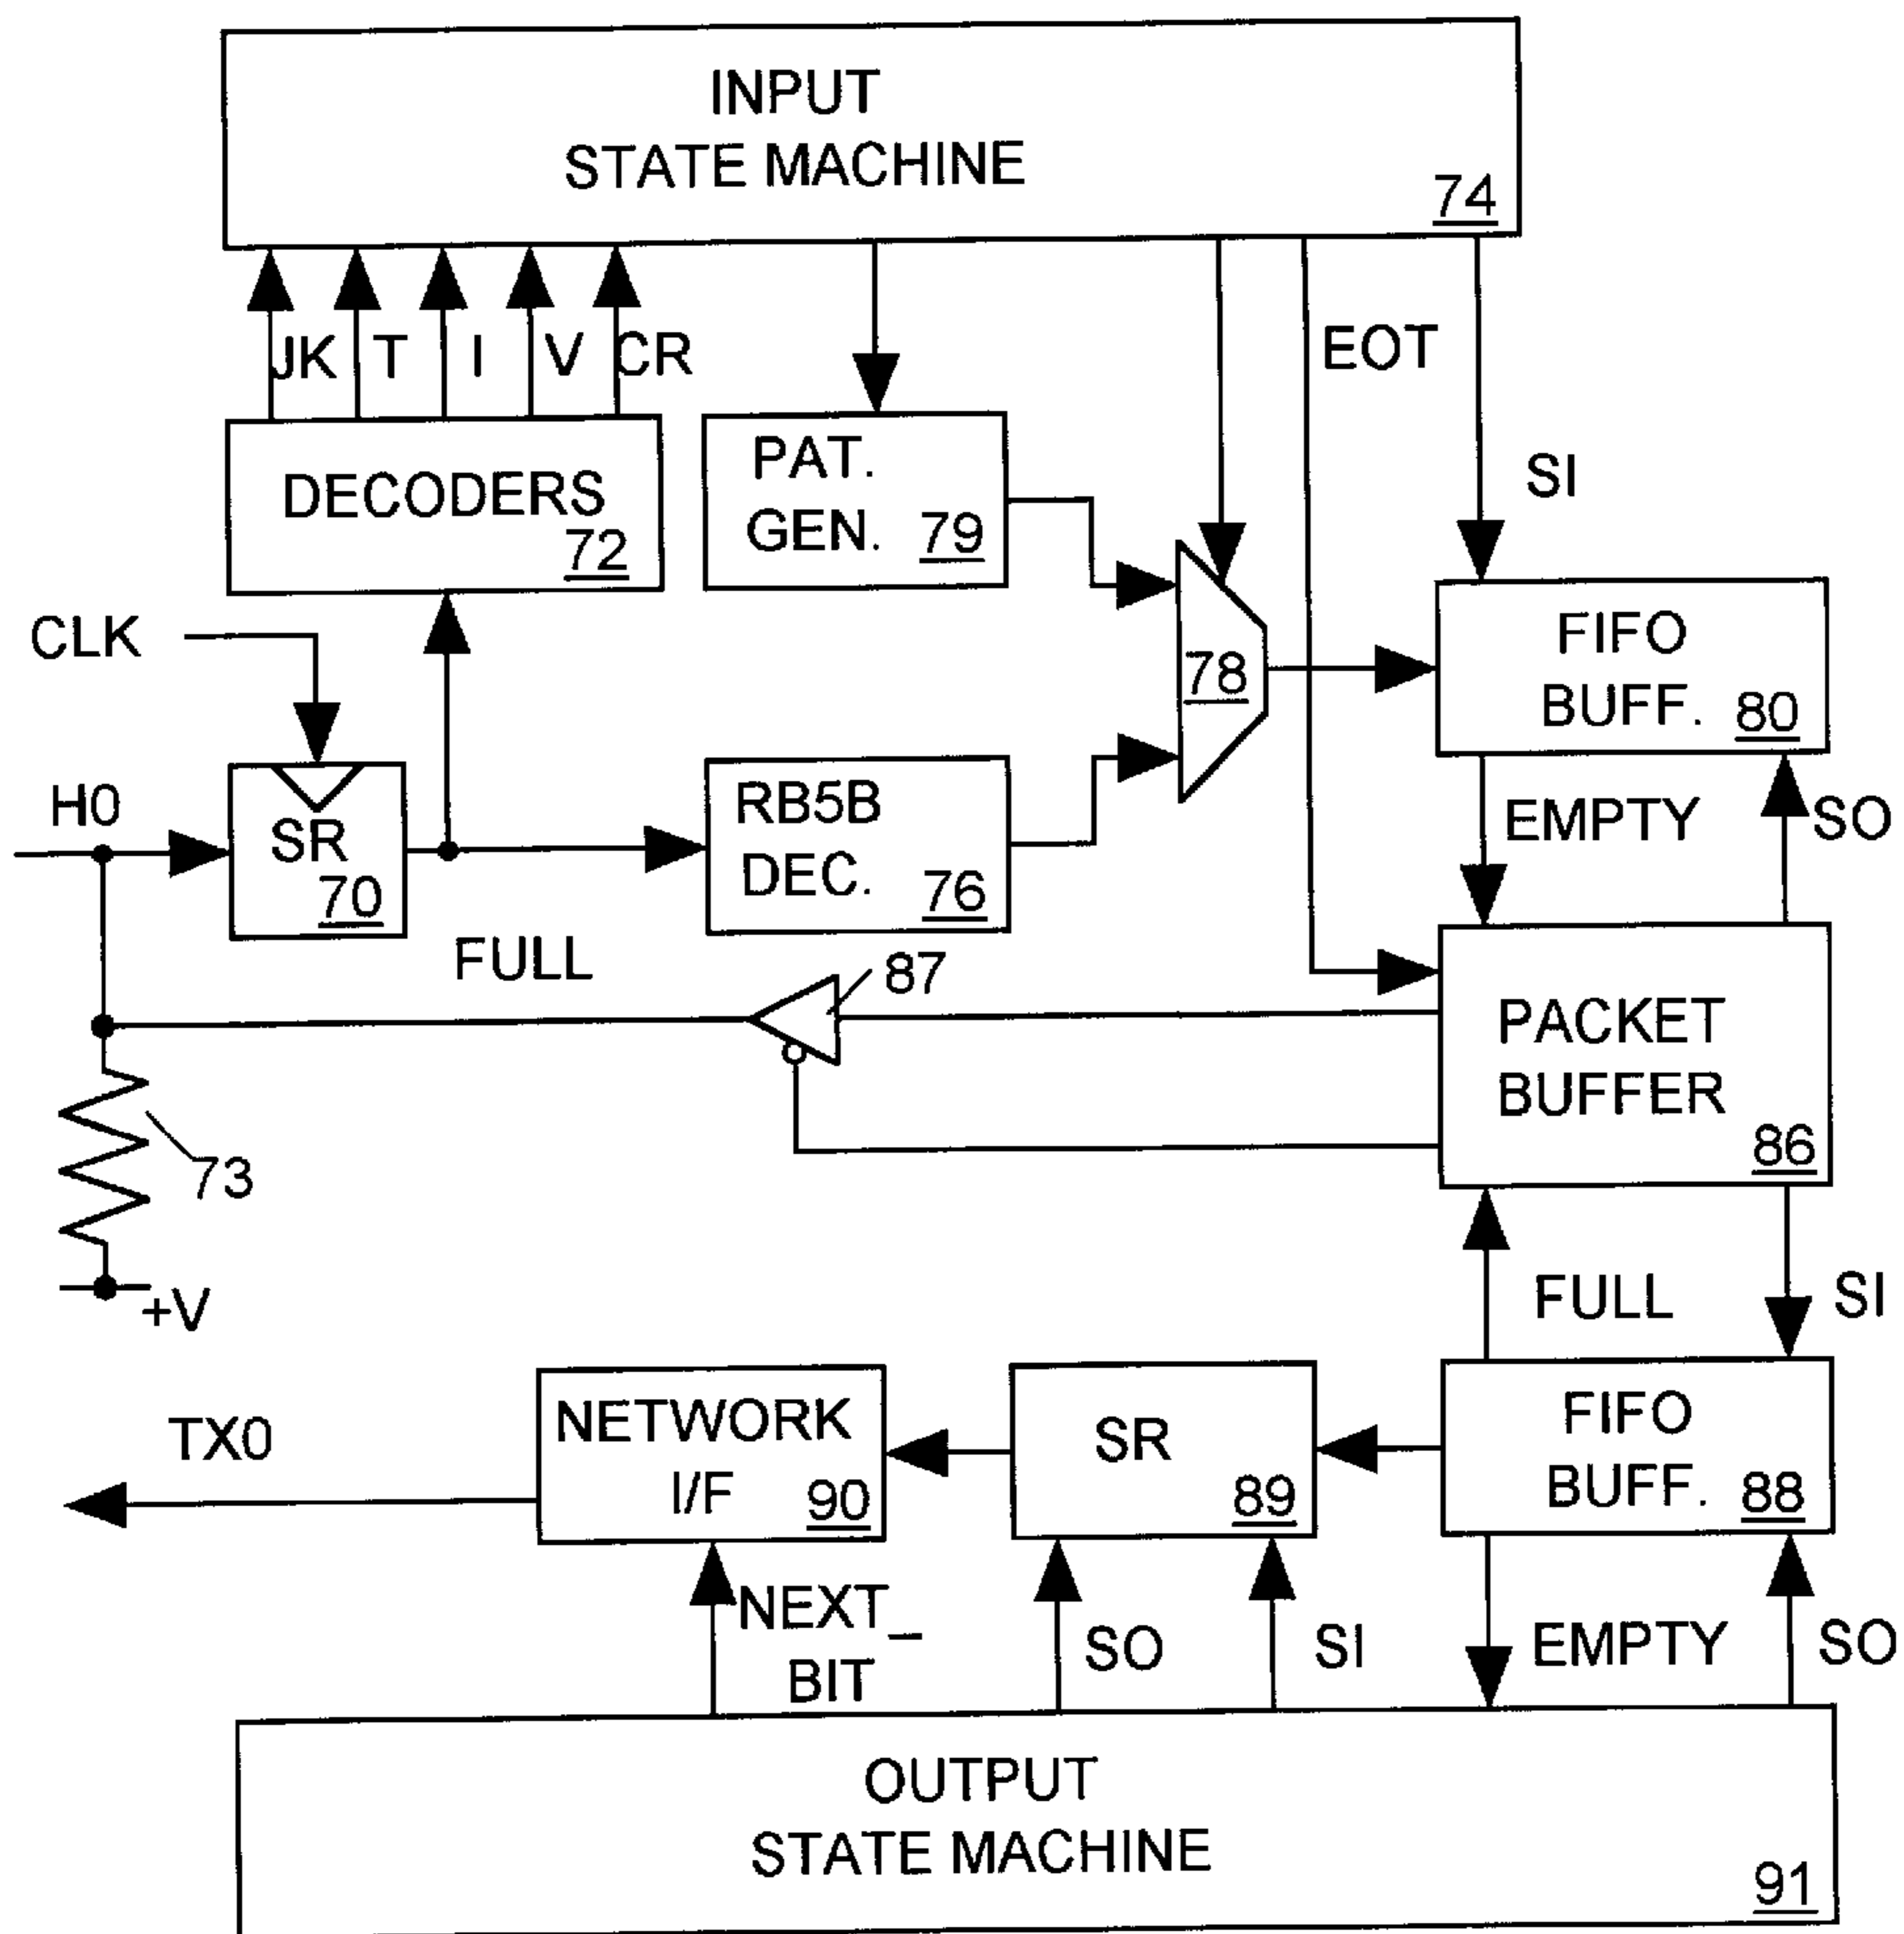 INPUT
STATE MACHINE
74
JK T I V CR
EOT
SI
DECODERS
72
PAT.
GEN. 79
CLK
78
FIFO
BUFF. 80
H0
SR
70
RB5B
DEC. 76
EMPTY
SO
FULL
87
PACKET
BUFFER
86
73
+V
FULL
SI
TX0
NETWORK
I/F 90
SR
89
FIFO
BUFF. 88
NEXT_
BIT
SO
SI
EMPTY
SO
OUTPUT
STATE MACHINE
91